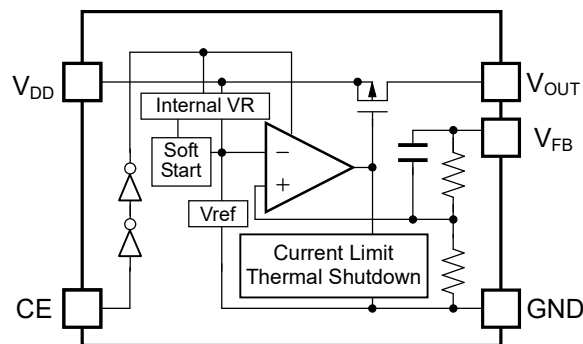 VDD
VOUT
Internal VR
VFB
Soft
Start
−
+
Vref
Current Limit
Thermal Shutdown
CE
GND